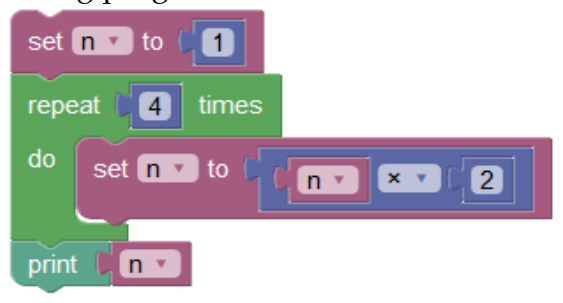 set n to 1
repeat 4 times
do set n to n × 2
print n